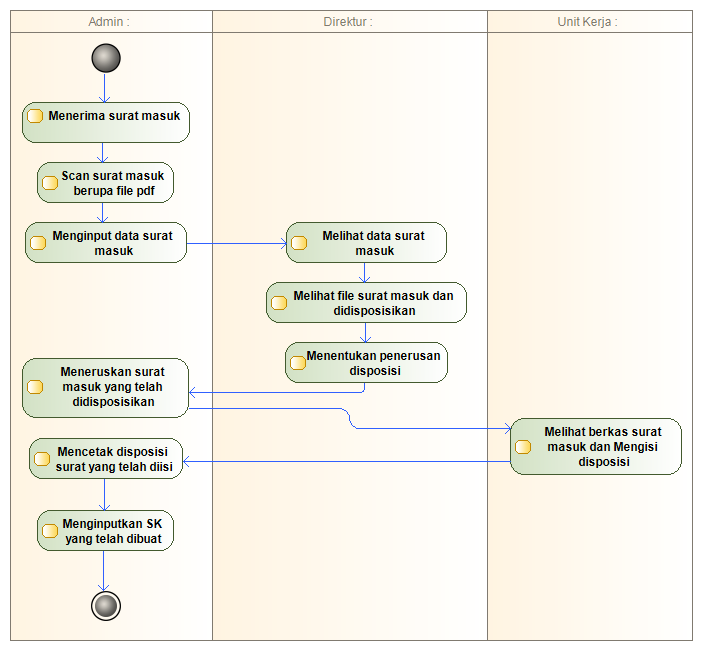 Admin :
Direktur :
Unit Kerja :
Menerima surat masuk
Scan surat masuk
berupa file pdf
Menginput data surat
masuk
Melihat data surat
masuk
Melihat file surat masuk dan
didisposisikan
Menentukan penerusan
disposisi
Meneruskan surat
masuk yang telah
didisposisikan
Melihat berkas surat
masuk dan Mengisi
disposisi
Mencetak disposisi
surat yang telah diisi
Menginputkan SK
yang telah dibuat